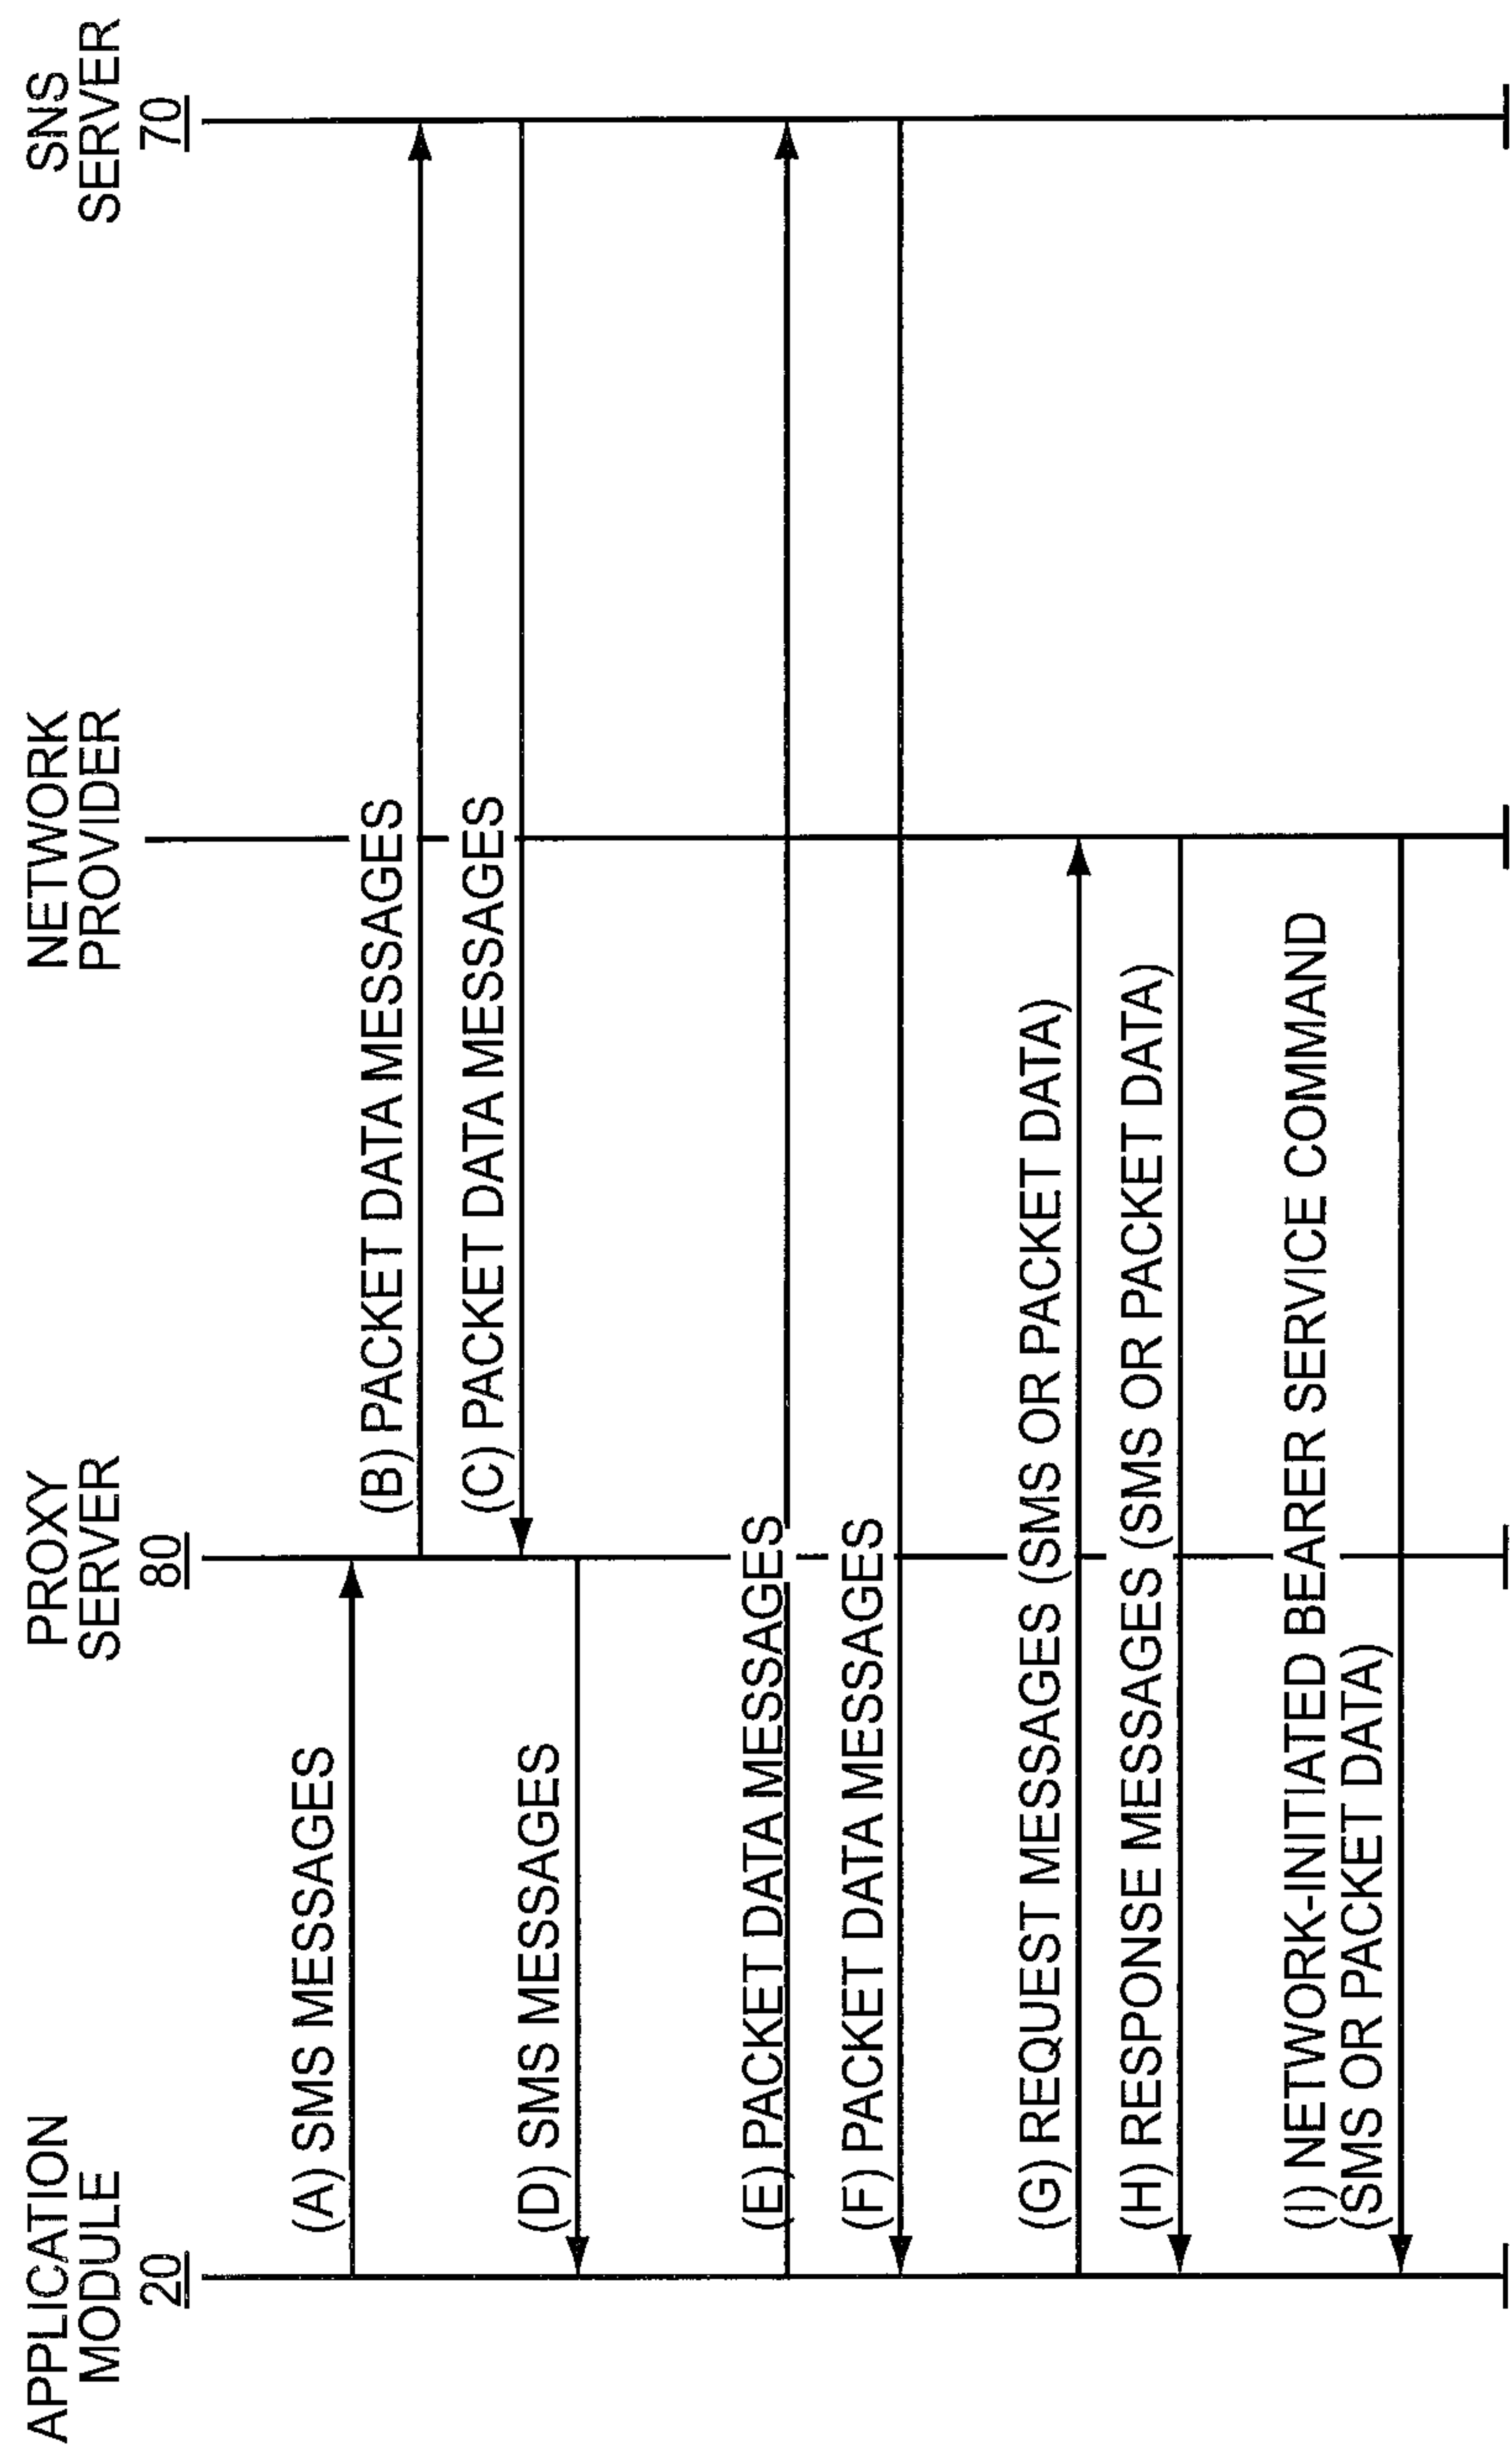 APPLICATION
MODULE
20
PROXY
SERVER
80
NETWORK
PROVIDER
SNS
SERVER
70
(A) SMS MESSAGES
(B) PACKET DATA MESSAGES
(C) PACKET DATA MESSAGES
(D) SMS MESSAGES
(E) PACKET DATA MESSAGES
(F) PACKET DATA MESSAGES
(G) REQUEST MESSAGES (SMS OR PACKET DATA)
(H) RESPONSE MESSAGES (SMS OR PACKET DATA)
(I) NETWORK-INITIATED BEARER SERVICE COMMAND
(SMS OR PACKET DATA)